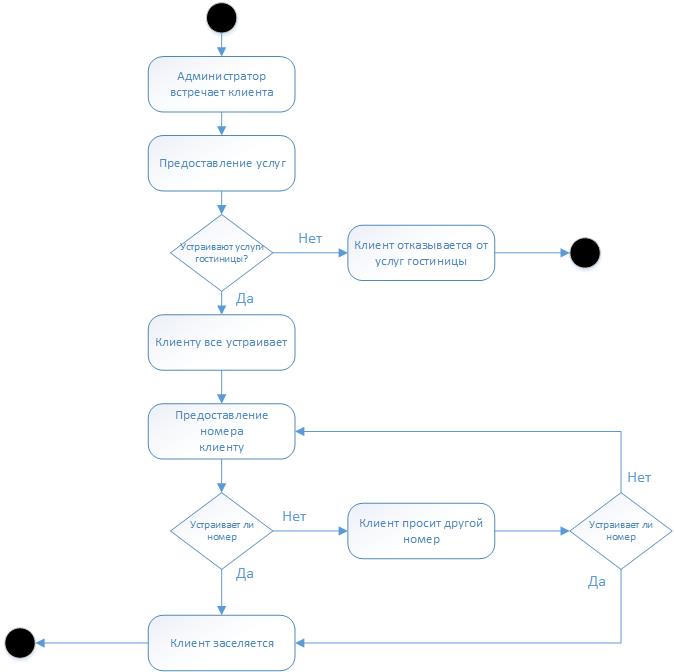 Администратор
встречает клиента
Предоставление услуг
Устраивают услуги
гостиницы?
Нет
Клиент отказывается от
услуг гостиницы
Да
Клиенту все устраивает
Предоставление
номера
клиенту
Нет
Устраивает ли
номер
Нет
Клиент просит другой
номер
Устраивает ли
номер
Да
Да
Клиент заселяется